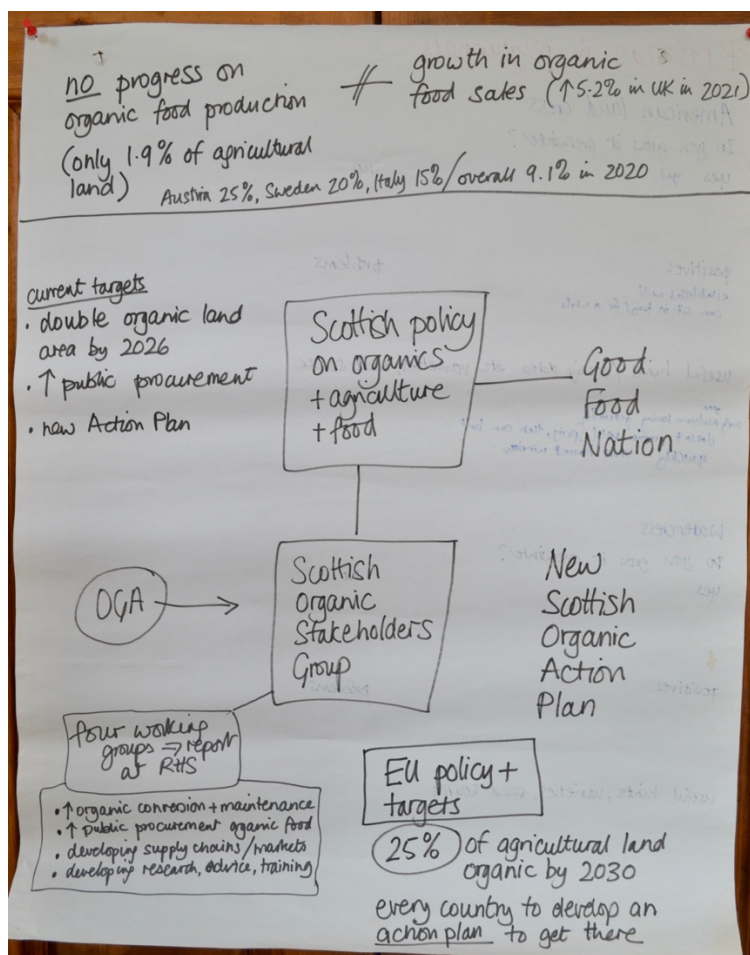 no progress on
organic food production
(only 1.9% of agricultural
land)
≠
growth in organic
food sales (↑5.2% in UK in 2021)
Austria 25%, Sweden 20%, Italy 15% / overall 9.1% in 2020
current targets
• double organic land
area by 2026
• ↑ public procurement
• new Action Plan
Scottish policy
on organics
+ agriculture
+ food
Good
Food
Nation
OGA →
Scottish
Organic
Stakeholders
Group
New
Scottish
Organic
Action
Plan
four working
groups ⇒ report
at RHS
• ↑ organic conversion + maintenance
• ↑ public procurement organic food
• developing supply chains/markets
• developing research, advice, training
EU policy +
targets
25% of agricultural land
organic by 2030
every country to develop an
action plan to get there